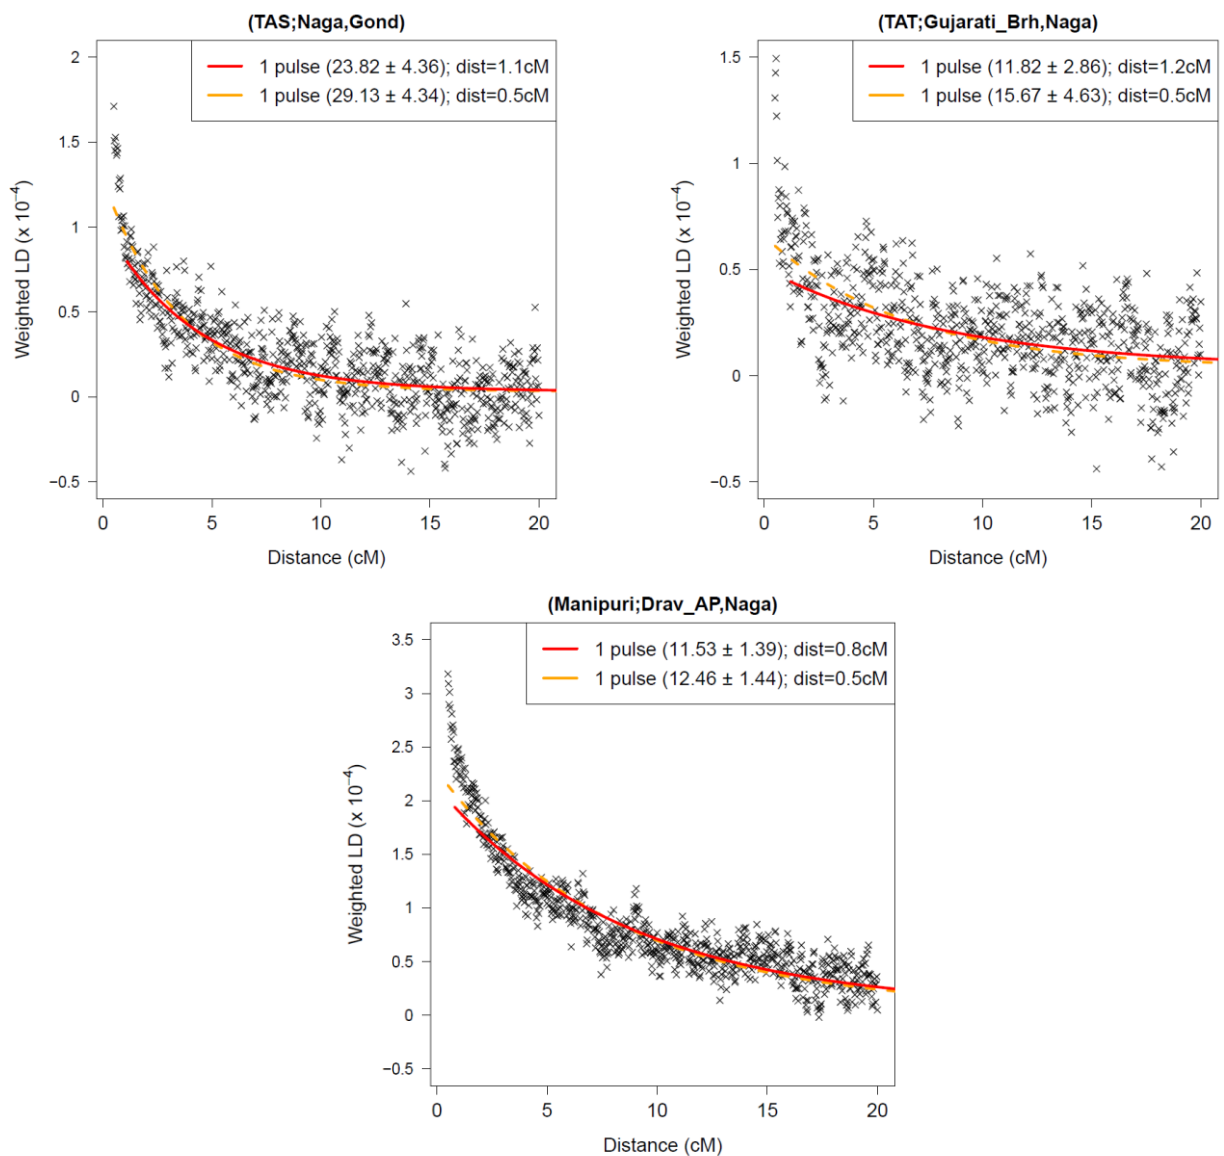 (TAS;Naga,Gond)
1 pulse (23.82 ± 4.36); dist=1.1cM
1 pulse (29.13 ± 4.34); dist=0.5cM
Weighted LD (x 10⁻⁴)
2
1.5
1
0.5
0
−0.5
0 5 10 15 20
Distance (cM)
(TAT;Gujarati_Brh,Naga)
1 pulse (11.82 ± 2.86); dist=1.2cM
1 pulse (15.67 ± 4.63); dist=0.5cM
Weighted LD (x 10⁻⁴)
1.5
1
0.5
0
−0.5
0 5 10 15 20
Distance (cM)
(Manipuri;Drav_AP,Naga)
1 pulse (11.53 ± 1.39); dist=0.8cM
1 pulse (12.46 ± 1.44); dist=0.5cM
Weighted LD (x 10⁻⁴)
3.5
3
2.5
2
1.5
1
0.5
0
−0.5
0 5 10 15 20
Distance (cM)